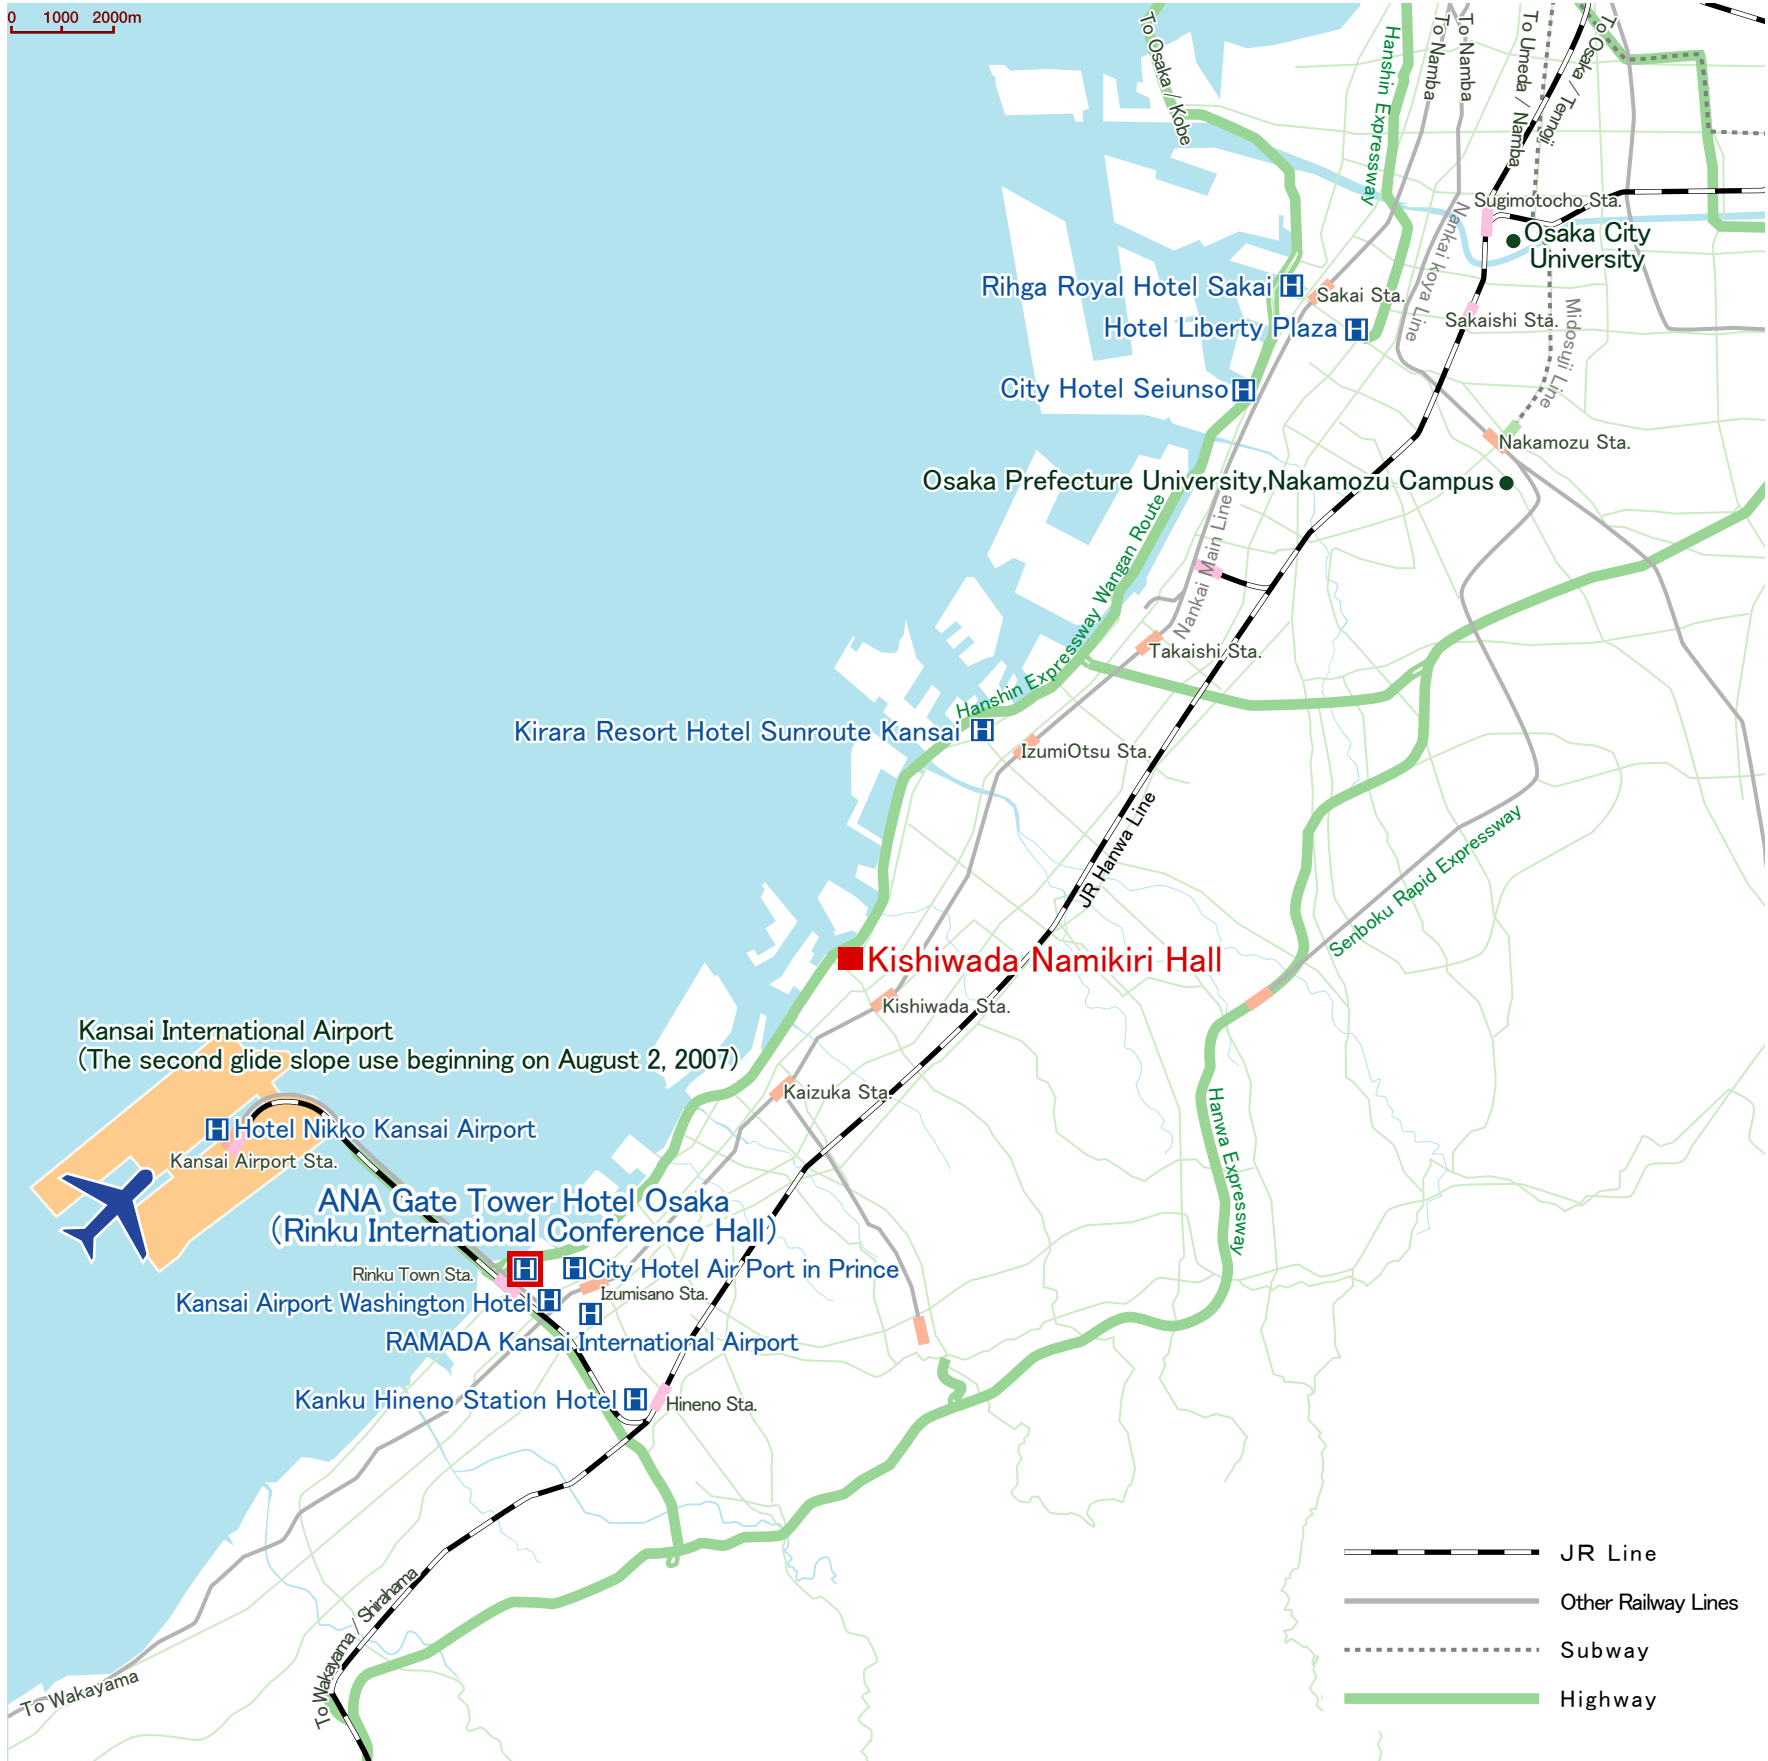 0 1000 2000m
To Osaka / Kobe
Hanshin Expressway
To Namba
To Namba
To Umeda / Namba
To Osaka / Tennoji
Sugimotocho Sta.
Osaka City
University
Nankai koya Line
Rihga Royal Hotel Sakai
Sakai Sta.
Hotel Liberty Plaza
Sakaishi Sta.
Midosuji Line
City Hotel Seiunso
Nakamozu Sta.
Osaka Prefecture University,Nakamozu Campus
Nankai Main Line
Hanshin Expressway Wangan Route
Takaishi Sta.
Kirara Resort Hotel Sunroute Kansai
IzumiOtsu Sta.
JR Hanwa Line
Senboku Rapid Expressway
Kishiwada Namikiri Hall
Kishiwada Sta.
Kansai International Airport
(The second glide slope use beginning on August 2, 2007)
Kaizuka Sta.
Hotel Nikko Kansai Airport
Kansai Airport Sta.
Hanwa Expressway
ANA Gate Tower Hotel Osaka
(Rinku International Conference Hall)
Rinku Town Sta.
City Hotel Air Port in Prince
Izumisano Sta.
Kansai Airport Washington Hotel
RAMADA Kansai International Airport
Kanku Hineno Station Hotel
Hineno Sta.
To Wakayama / Shirahama
To Wakayama
JR Line
Other Railway Lines
Subway
Highway